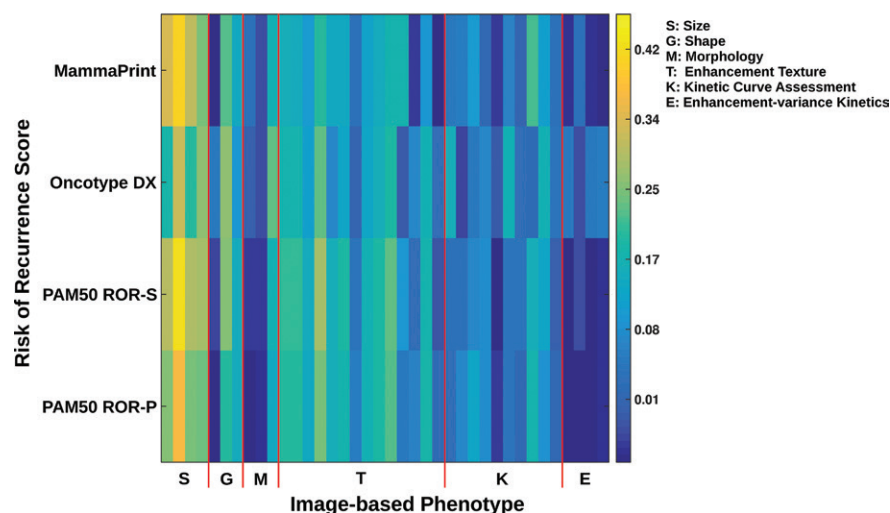 MammaPrint
Oncotype DX
PAM50 ROR-S
PAM50 ROR-P
Risk of Recurrence Score
S G M T K E
Image-based Phenotype
0.42
0.34
0.25
0.17
0.08
0.01
S: Size
G: Shape
M: Morphology
T: Enhancement Texture
K: Kinetic Curve Assessment
E: Enhancement-variance Kinetics